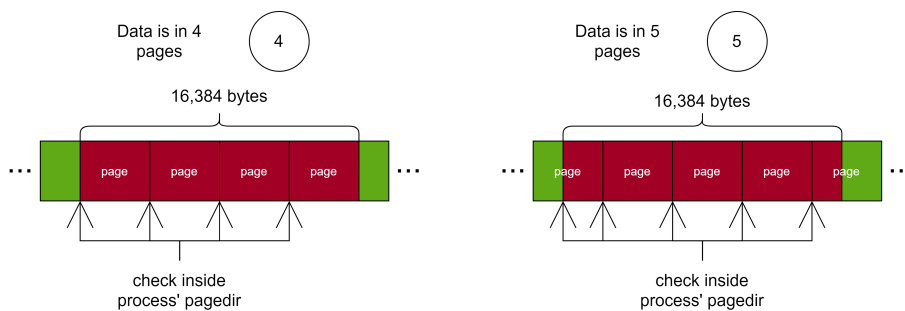 Data is in 4
pages
4
16,384 bytes
...
page
page
page
page
...
check inside
process' pagedir
Data is in 5
pages
5
16,384 bytes
...
page
page
page
page
page
..
check inside
process' pagedir